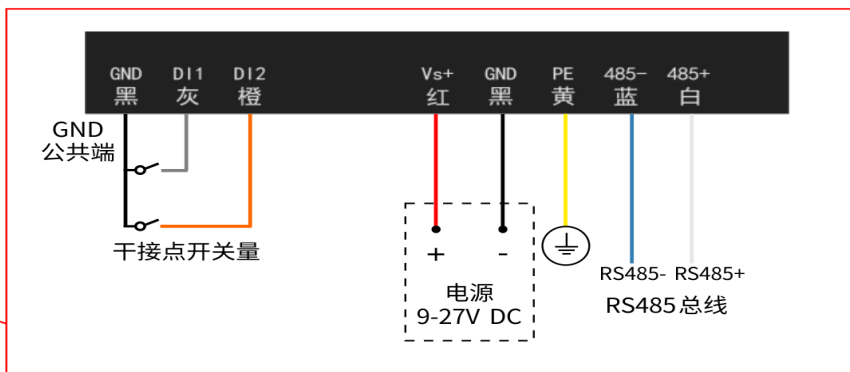 GND DI1 DI2 Vs+ GND PE 485- 485+
黑 灰 橙 红 黑 黄 蓝 白
GND
公共端
干接点开关量
+ -
电源
9-27V DC
RS485- RS485+
RS485总线